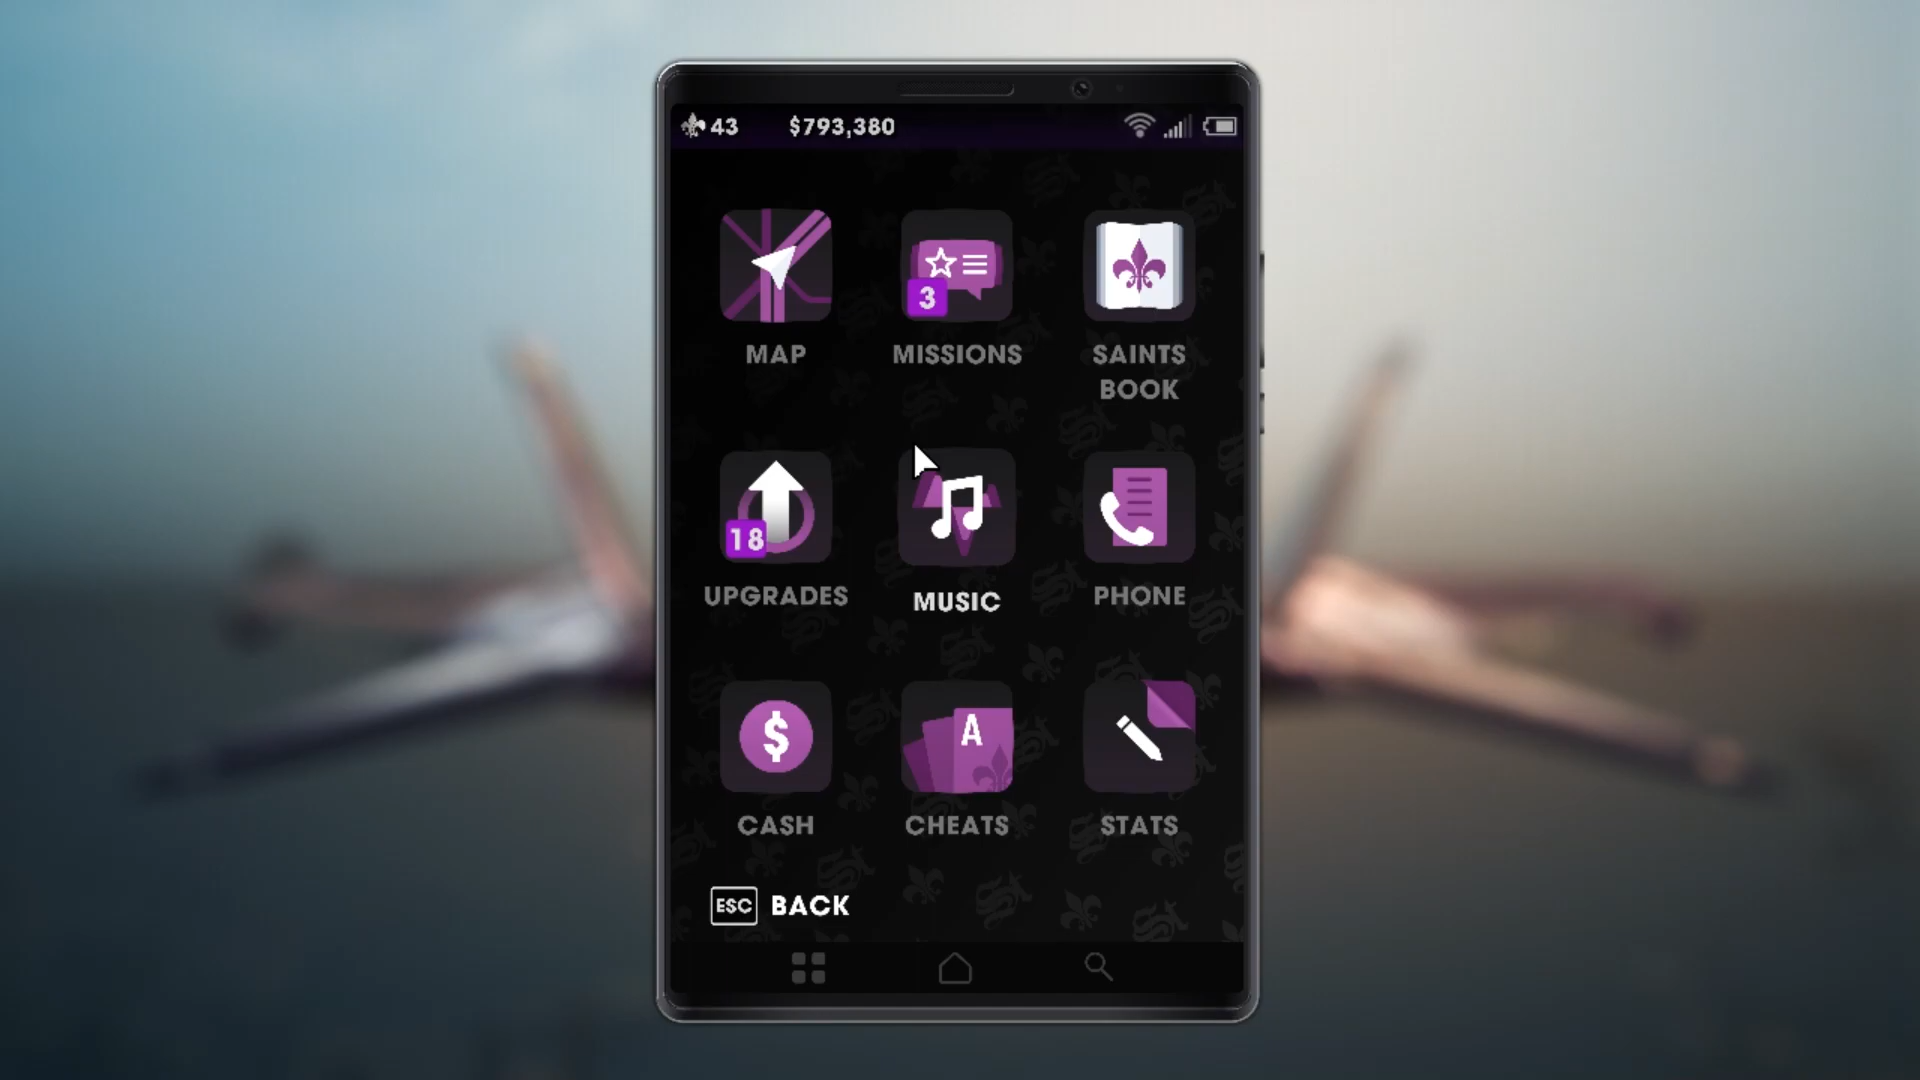 43 $793,380
3
MAP MISSIONS SAINTS
BOOK
18
UPGRADES MUSIC PHONE
$ A
CASH CHEATS STATS
ESC BACK